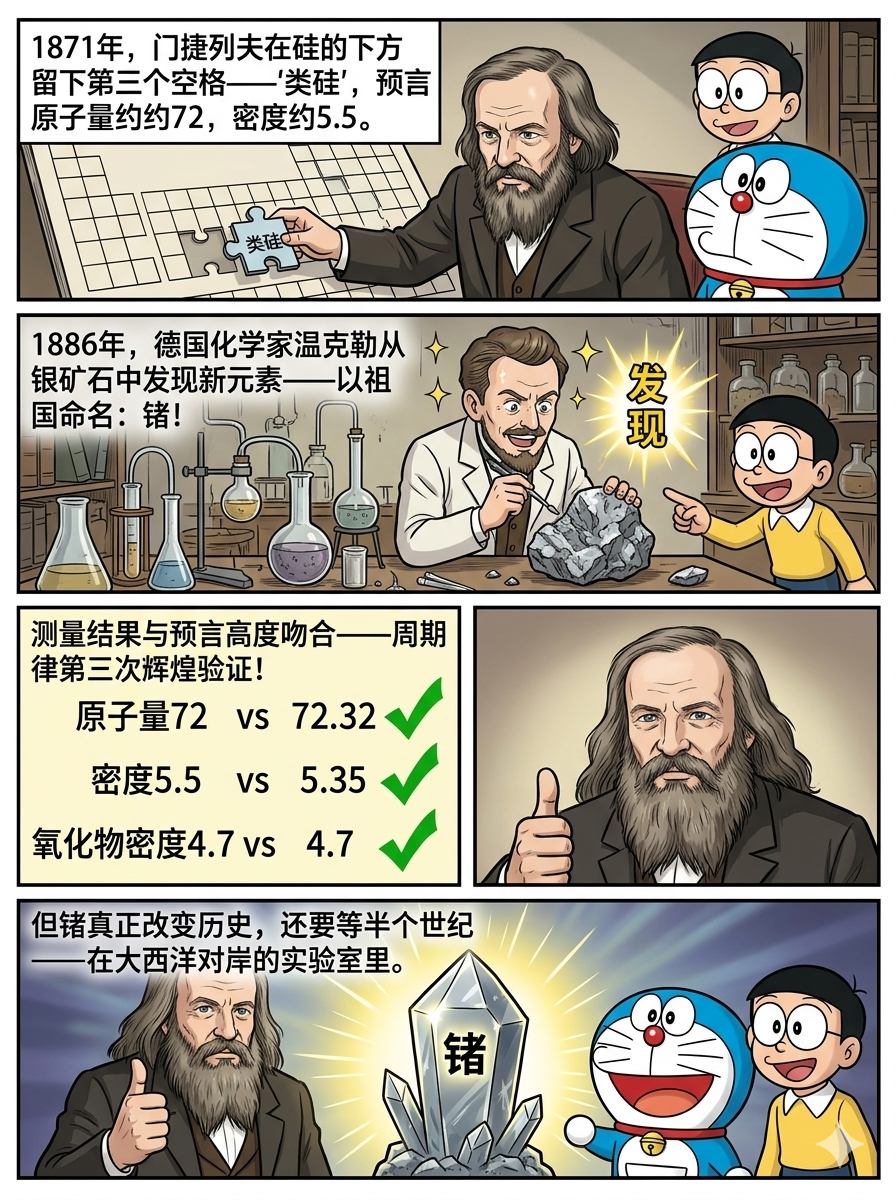 1871年，门捷列夫在硅的下方
留下第三个空格——‘类硅’，预言
原子量约约72，密度约5.5。
类硅
1886年，德国化学家温克勒从
银矿石中发现新元素——以祖
国命名：锗！
发
现
测量结果与预言高度吻合——周期
律第三次辉煌验证！
原子量72 vs 72.32
密度5.5 vs 5.35
氧化物密度4.7 vs 4.7
但锗真正改变历史，还要等半个世纪
——在大西洋对岸的实验室里。
锗